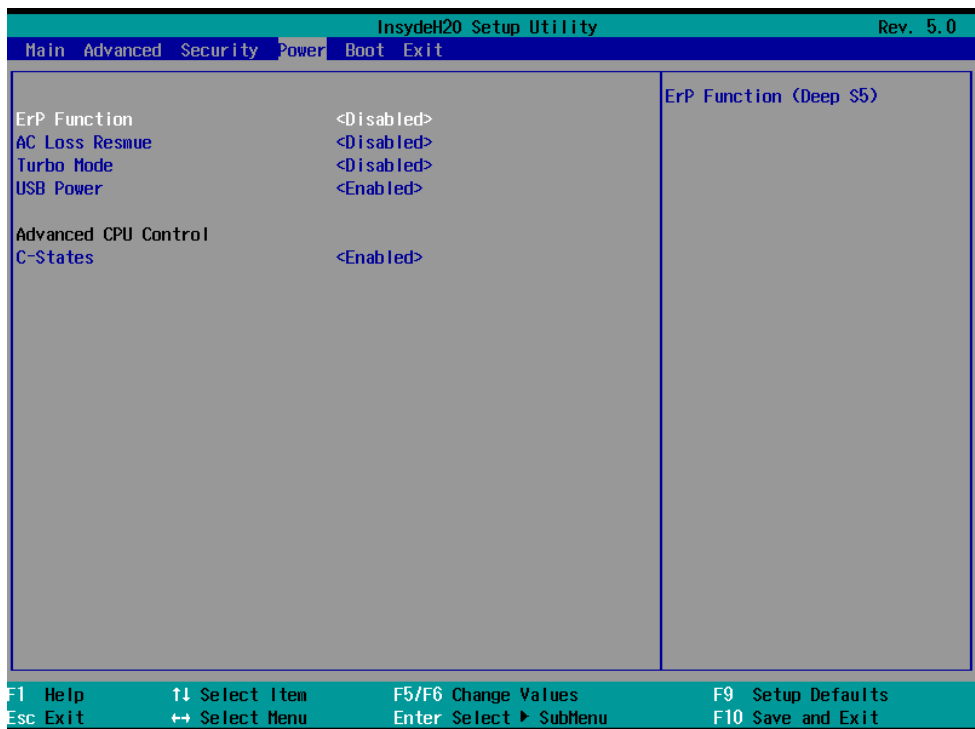 InsydeH2O Setup Utility Rev. 5.0
Main Advanced Security Power Boot Exit
ErP Function <Disabled>
AC Loss Resmue <Disabled>
Turbo Mode <Disabled>
USB Power <Enabled>
Advanced CPU Control
C-States <Enabled>
ErP Function (Deep S5)
F1 Help ↑↓ Select Item F5/F6 Change Values F9 Setup Defaults
Esc Exit ↔ Select Menu Enter Select ▶ SubMenu F10 Save and Exit